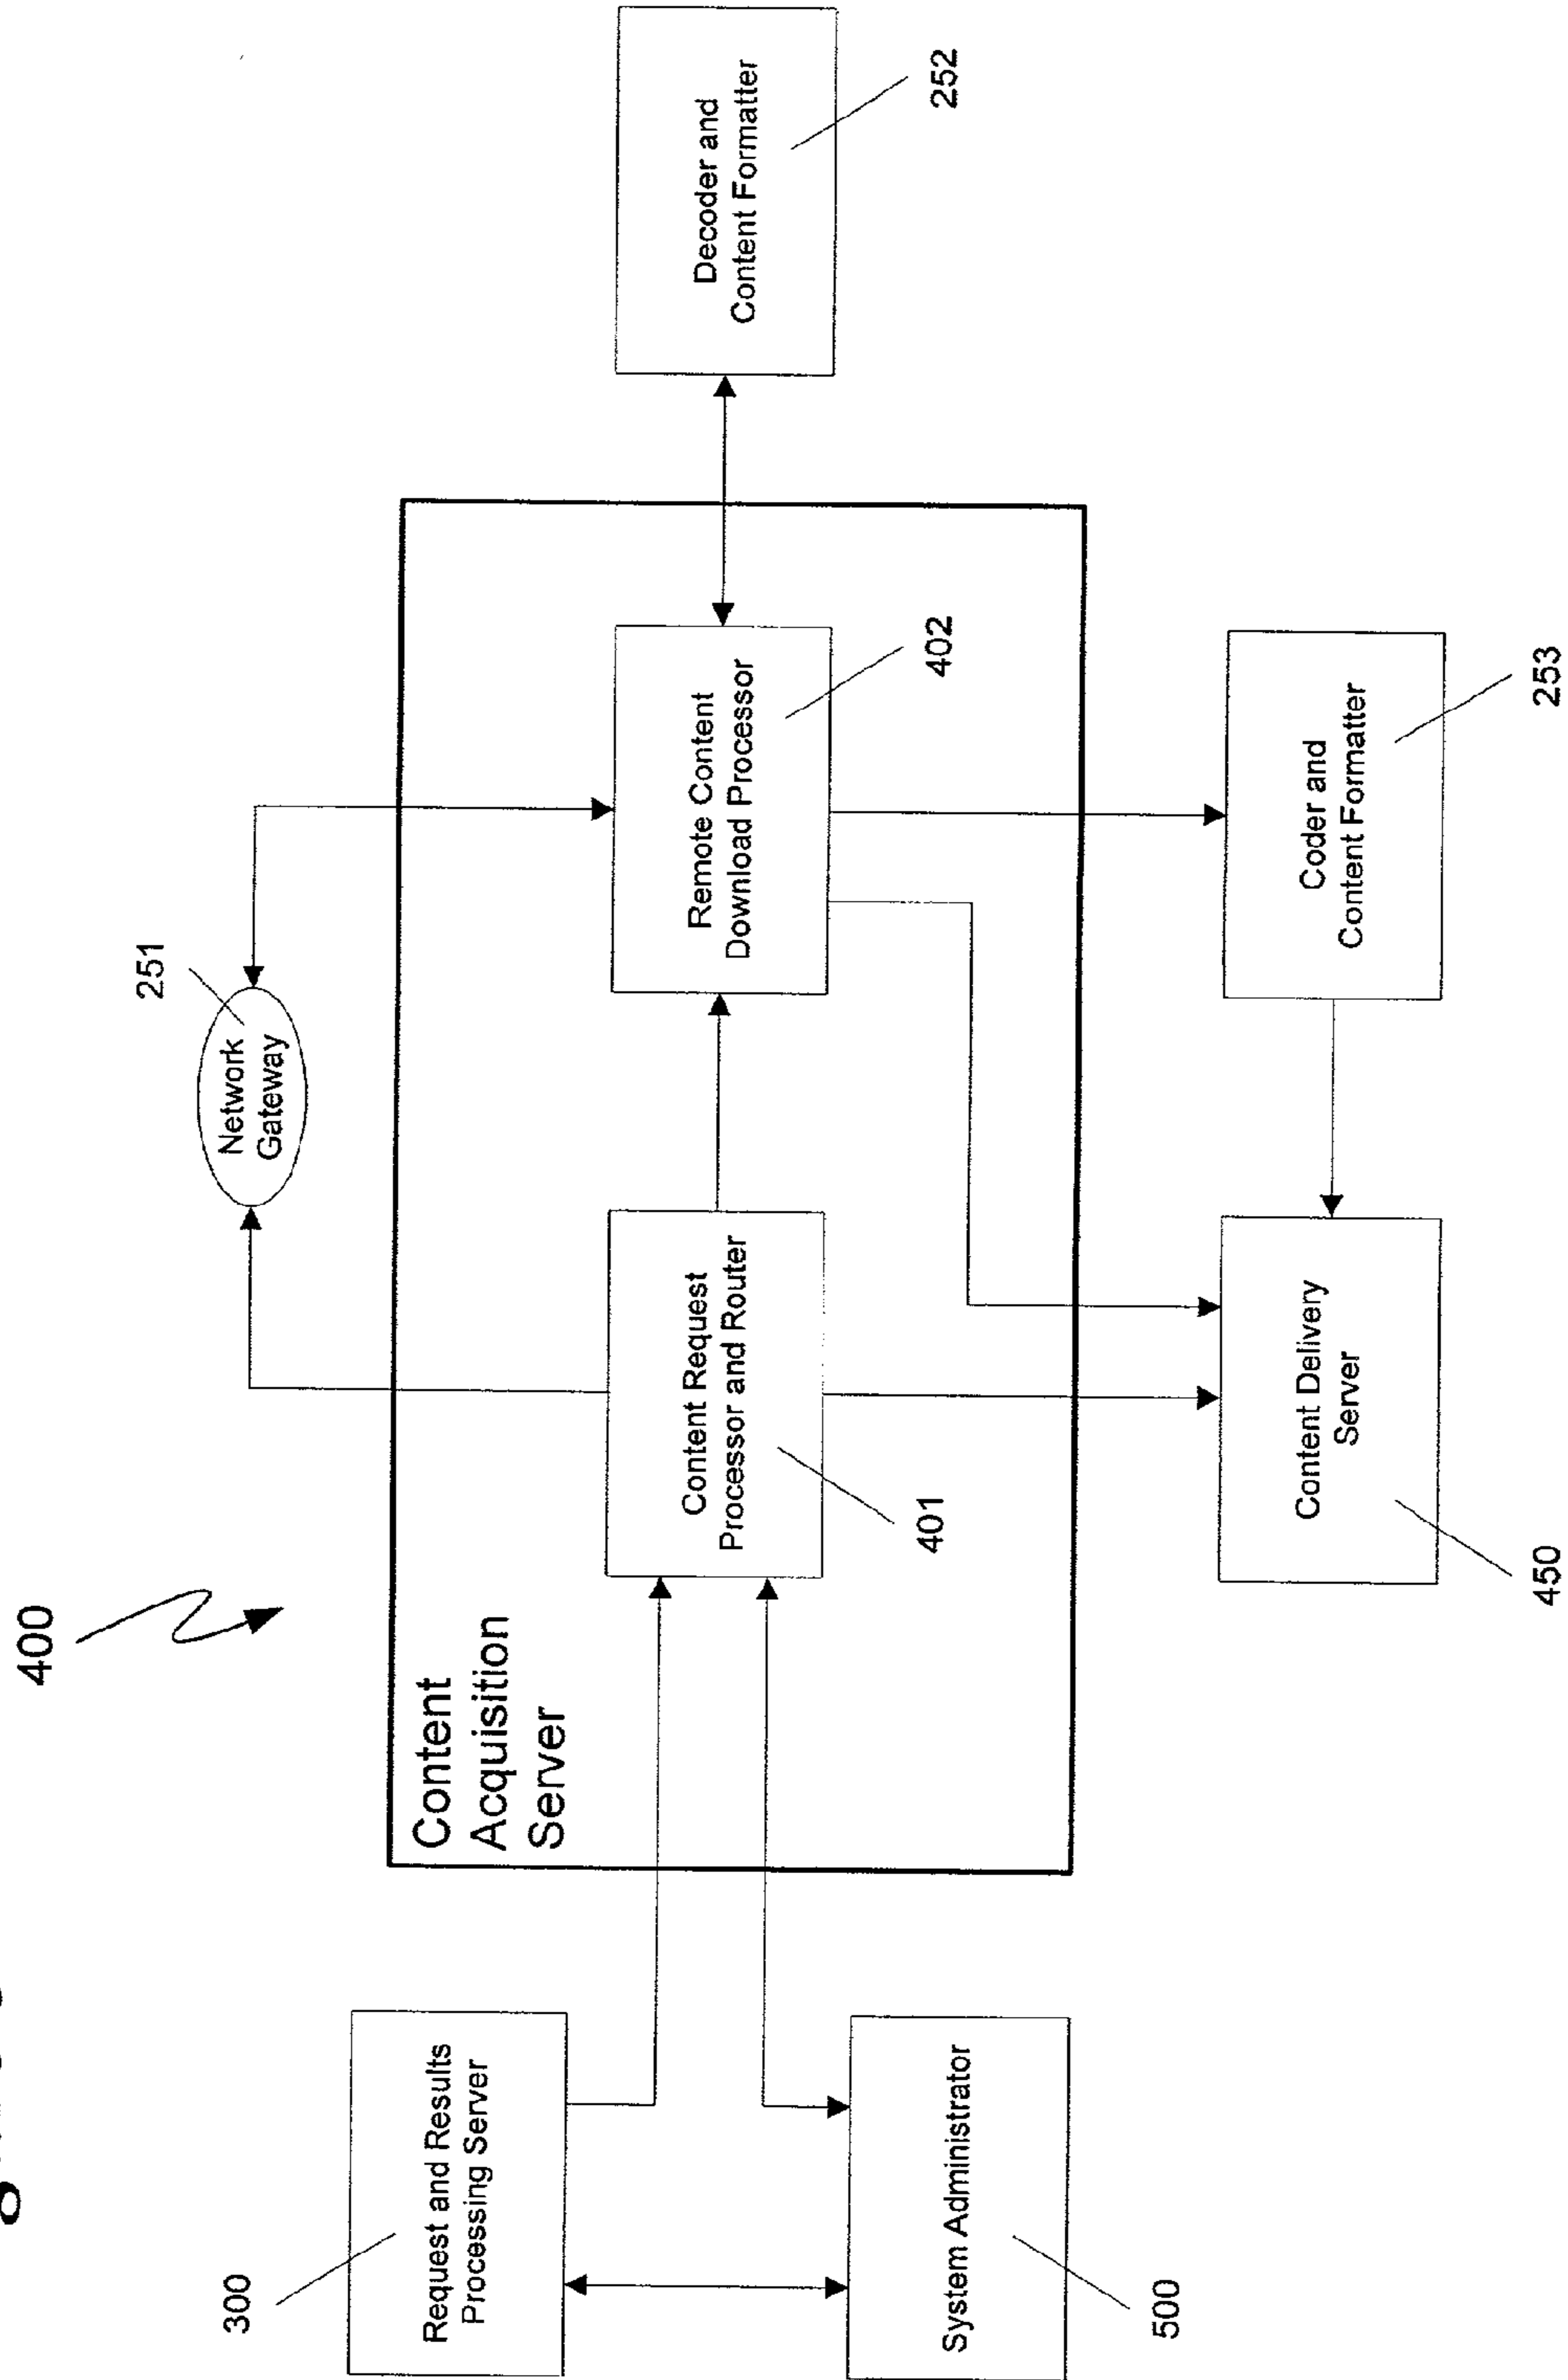 400
Content
Acquisition
Server
300
Request and Results
Processing Server
System Administrator
500
251
Network
Gateway
Content Request
Processor and Router
401
Remote Content
Download Processor
402
Decoder and
Content Formatter
252
Content Delivery
Server
450
Coder and
Content Formatter
253